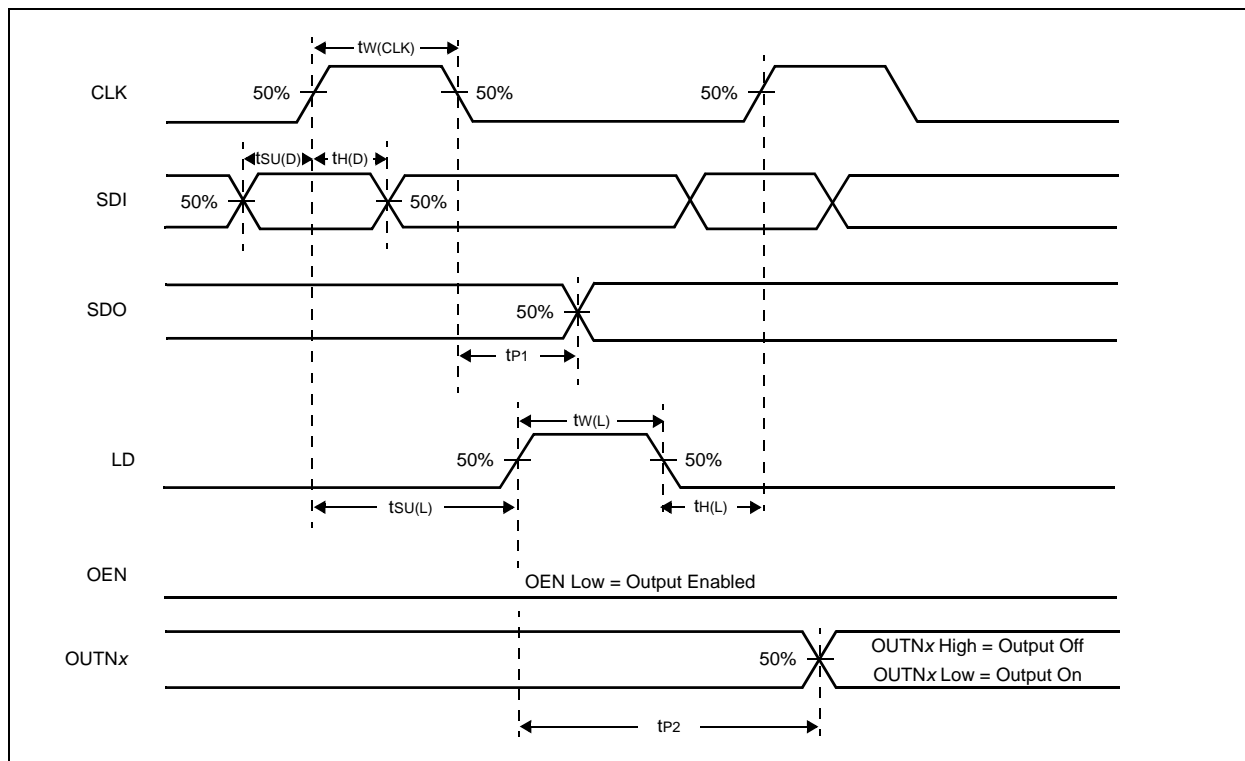 tW(CLK)
CLK
50%
50%
50%
tSU(D)
tH(D)
SDI
50%
50%
SDO
50%
tP1
tW(L)
LD
50%
50%
tSU(L)
tH(L)
OEN
OEN Low = Output Enabled
OUTNx
50%
OUTNx High = Output Off
OUTNx Low = Output On
tP2